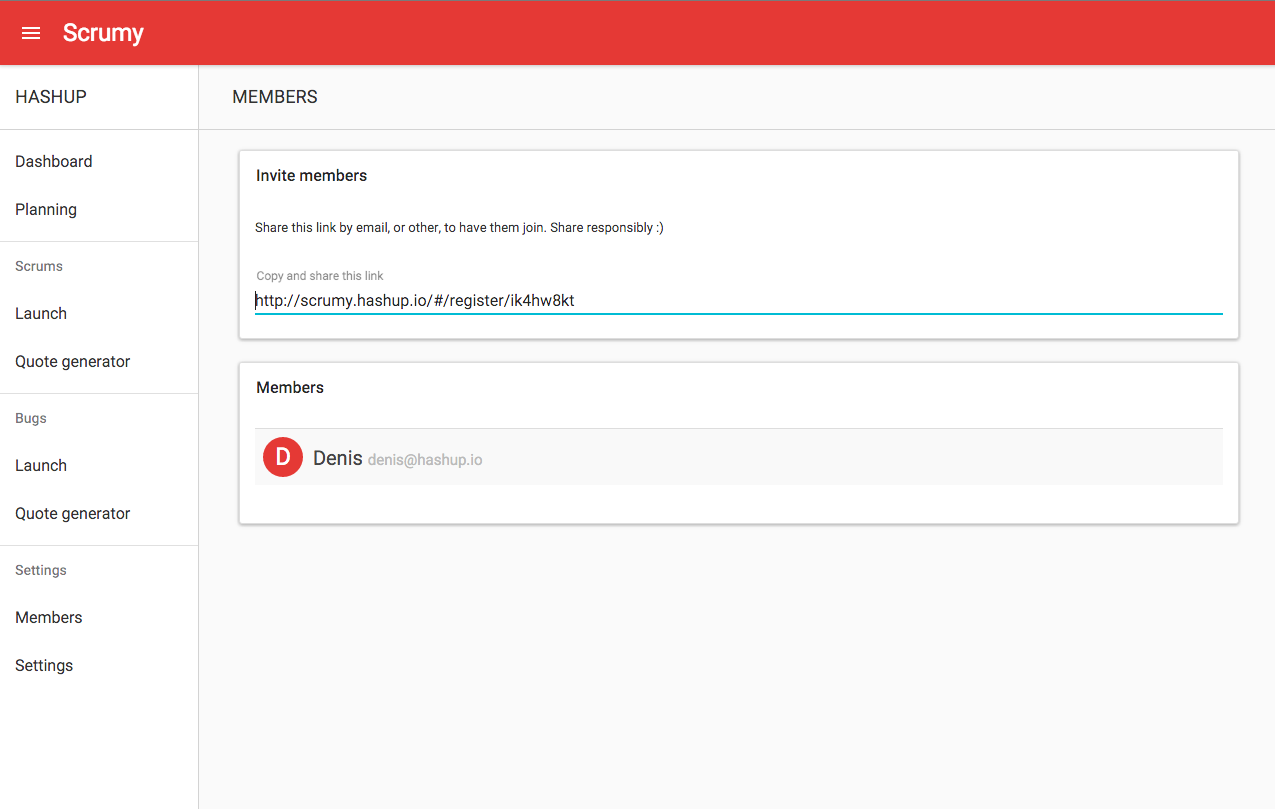 Scrumy
HASHUP
MEMBERS
Dashboard
Planning
Scrums
Launch
Quote generator
Bugs
Launch
Quote generator
Settings
Members
Settings
Invite members
Share this link by email, or other, to have them join. Share responsibly :)
Copy and share this link
http://scrumy.hashup.io/#/register/ik4hw8kt
Members
D
Denis denis@hashup.io